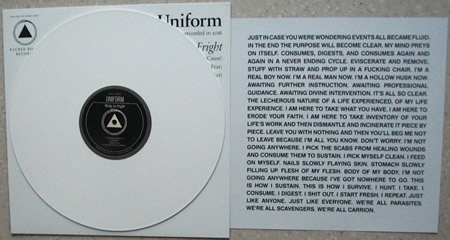 SACRED BO
RECOR
Uniform
recorded in 2016
Fright
Cause)
Fear)
UNIFORM
JUST IN CASE YOU WERE WONDERING EVENTS ALL BECAME FLUID.
IN THE END THE PURPOSE WILL BECOME CLEAR. MY MIND PREYS
ON ITSELF. CONSUMES, DIGESTS, AND CONSUMES AGAIN AND
AGAIN IN A NEVER ENDING CYCLE. EVISCERATE AND REMOVE.
STUFF WITH STRAW AND PROP UP IN A FUCKING CHAIR. I'M A
REAL BOY NOW. I'M A REAL MAN NOW. I'M A HOLLOW HUSK NOW.
AWAITING FURTHER INSTRUCTION. AWAITING PROFESSIONAL
GUIDANCE. AWAITING DIVINE INTERVENTION. IT'S ALL SO CLEAR.
THE LECHEROUS NATURE OF A LIFE EXPERIENCED, OF MY LIFE
EXPERIENCE. I AM HERE TO TAKE WHAT YOU HAVE. I AM HERE TO
ERODE YOUR FAITH. I AM HERE TO TAKE INVENTORY OF YOUR
LIFE'S WORK AND THEN DISMANTLE AND INCINERATE IT PIECE BY
PIECE. LEAVE YOU WITH NOTHING AND THEN YOU'LL BEG ME NOT
TO LEAVE BECAUSE I'M ALL YOU KNOW. DON'T WORRY. I'M NOT
GOING ANYWHERE. I PICK THE SCABS FROM HEALING WOUNDS
AND CONSUME THEM TO SUSTAIN. I PICK MYSELF CLEAN. I FEED
ON MYSELF. NAILS SLOWLY FLAYING SKIN. STOMACH SLOWLY
FILLING UP. FLESH OF MY FLESH. BODY OF MY BODY. I'M NOT
GOING ANYWHERE BECAUSE I'VE GOT NOWHERE TO GO. THIS
IS HOW I SUSTAIN. THIS IS HOW I SURVIVE. I HUNT. I TAKE. I
CONSUME. I DIGEST. I SHIT OUT. I START FRESH. I REPEAT. JUST
LIKE ANYONE. JUST LIKE EVERYONE. WE'RE ALL PARASITES.
WE'RE ALL SCAVENGERS. WE'RE ALL CARRION.